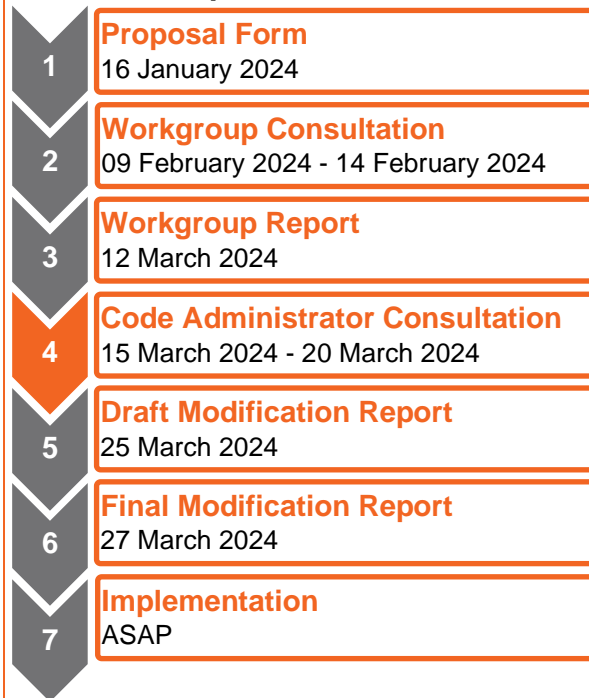 1
Proposal Form
16 January 2024
2
Workgroup Consultation
09 February 2024 - 14 February 2024
3
Workgroup Report
12 March 2024
4
Code Administrator Consultation
15 March 2024 - 20 March 2024
5
Draft Modification Report
25 March 2024
6
Final Modification Report
27 March 2024
7
Implementation
ASAP